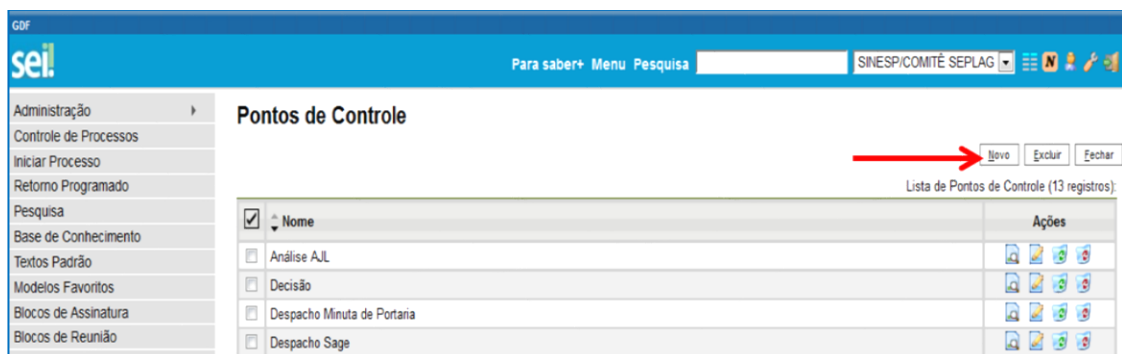 GDF
sei!
Para saber+ Menu Pesquisa SINESP/COMITÊ SEPLAG N
Administração
Controle de Processos
Iniciar Processo
Retorno Programado
Pesquisa
Base de Conhecimento
Textos Padrão
Modelos Favoritos
Blocos de Assinatura
Blocos de Reunião
Pontos de Controle
Novo Excluir Fechar
Lista de Pontos de Controle (13 registros):
Nome Ações
Análise AJL
Decisão
Despacho Minuta de Portaria
Despacho Sage